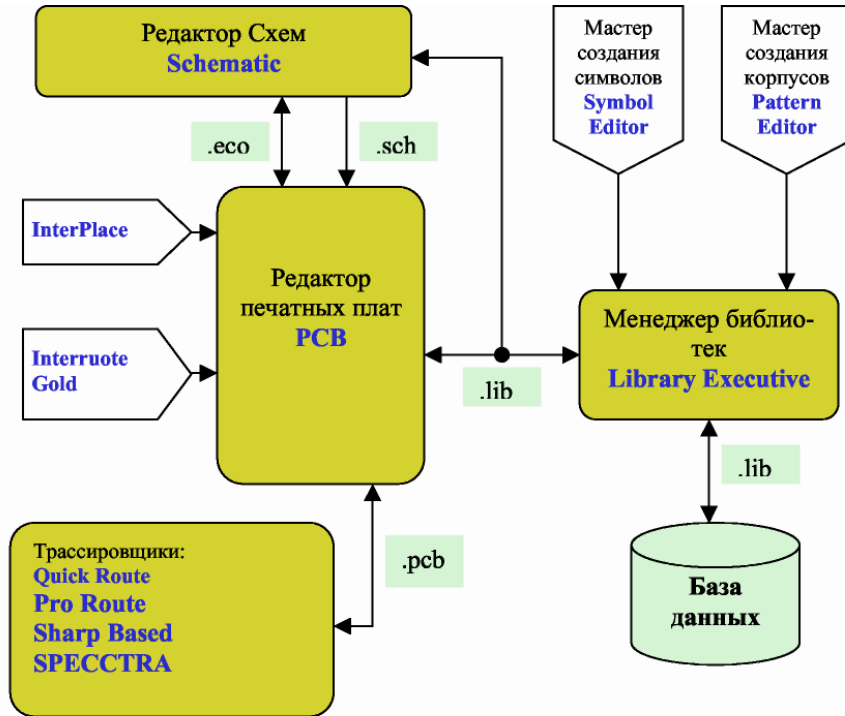 Редактор Схем
Schematic
Мастер
создания
символов
Symbol
Editor
Мастер
создания
корпусов
Pattern
Editor
.eco
.sch
InterPlace
Редактор
печатных плат
PCB
Interruote
Gold
Менеджер библио-
тек
Library Executive
.lib
.lib
.pcb
Трассировщики:
Quick Route
Pro Route
Sharp Based
SPECCTRA
База
данных